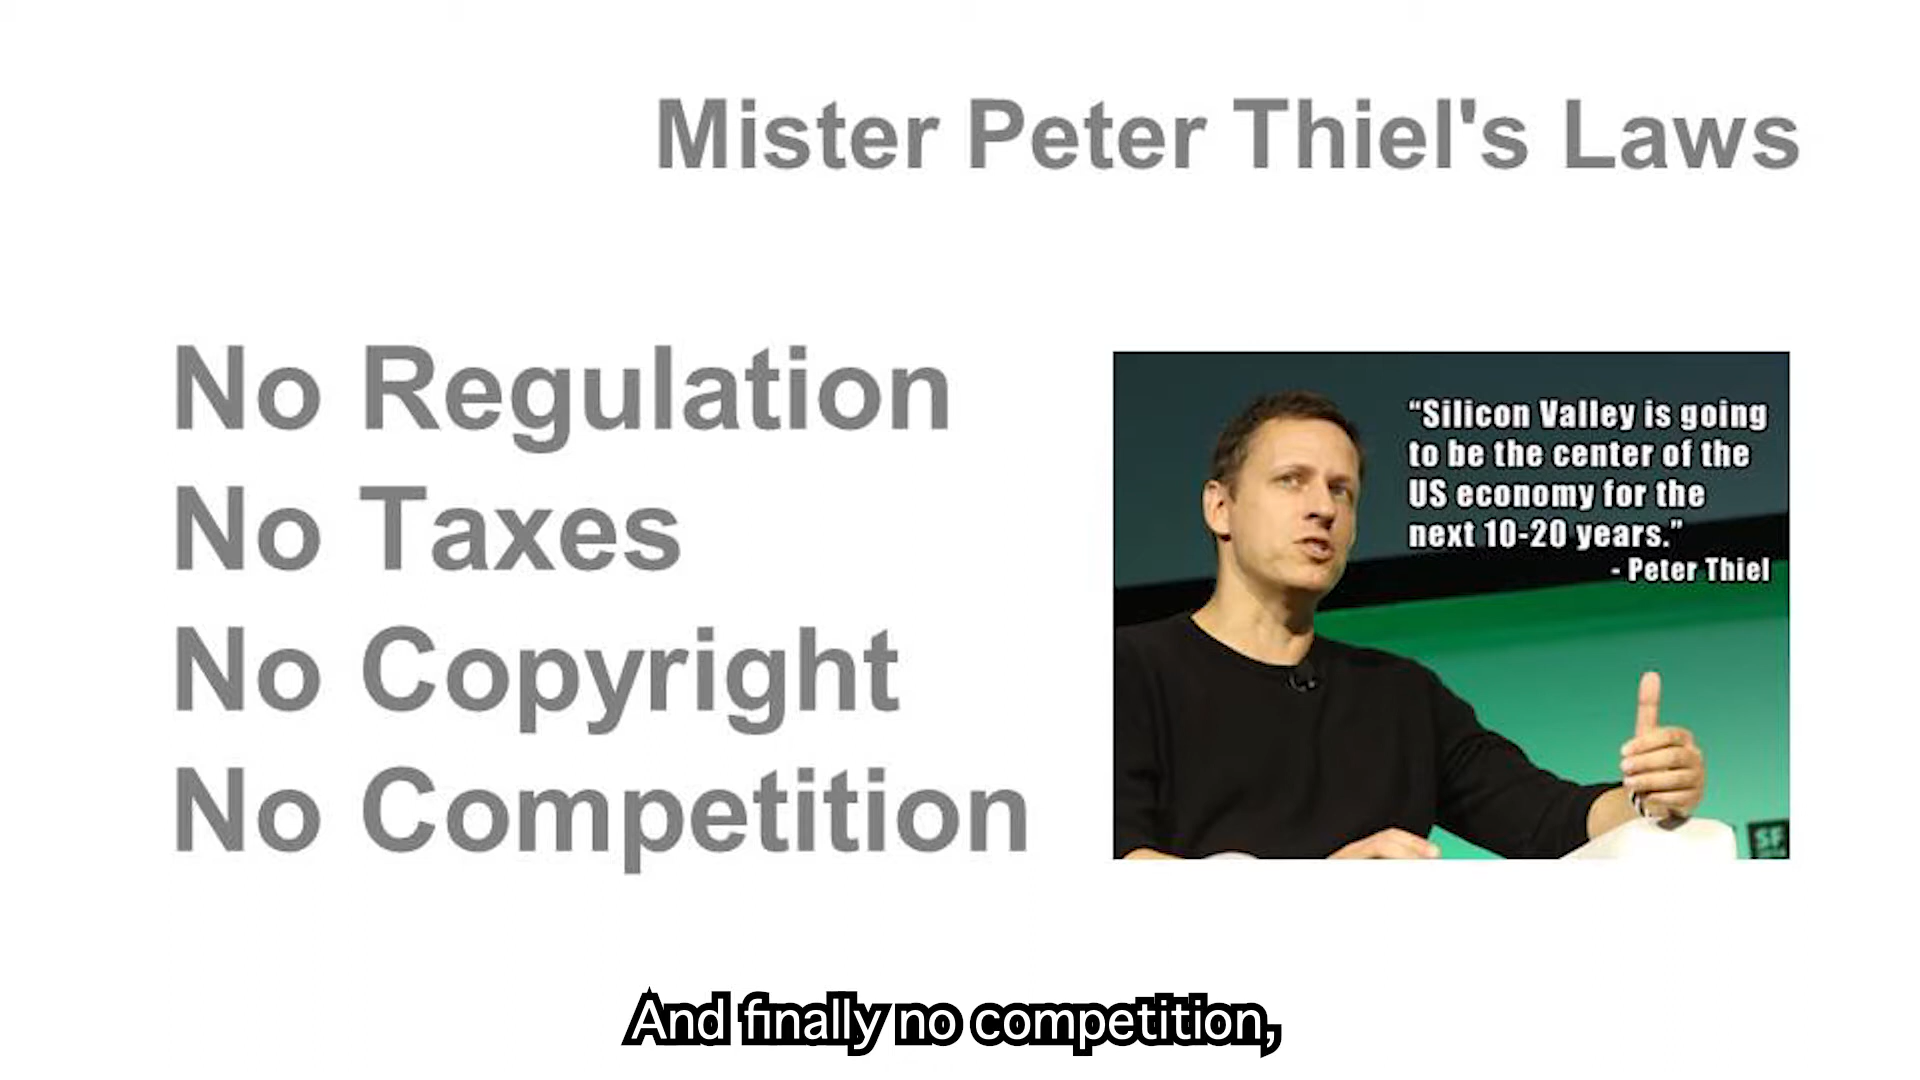 Mister Peter Thiel's Laws
No Regulation
No Taxes
No Copyright
No Competition
“Silicon Valley is going
to be the center of the
US economy for the
next 10-20 years.”
- Peter Thiel
SF
And finally no competition,